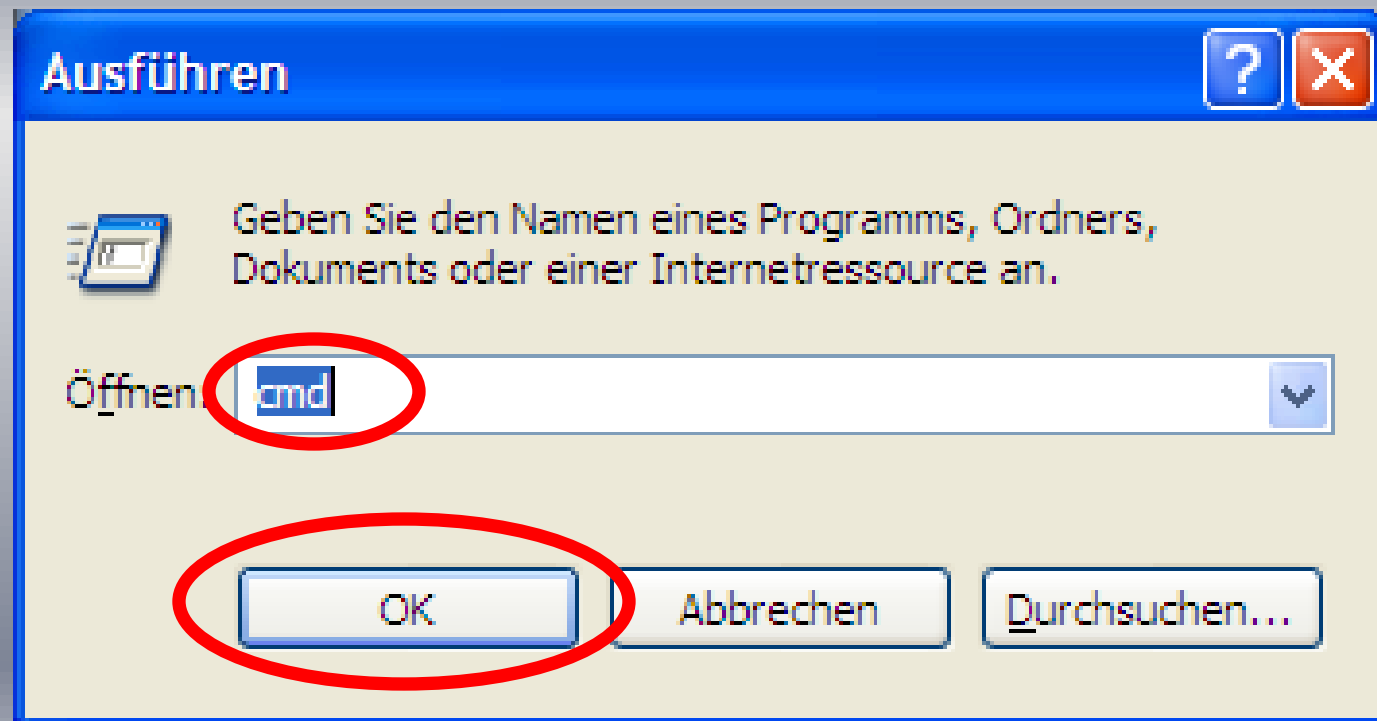 Ausführen
Geben Sie den Namen eines Programms, Ordners,
Dokuments oder einer Internetressource an.
Öffnen: cmd
OK Abbrechen Durchsuchen...